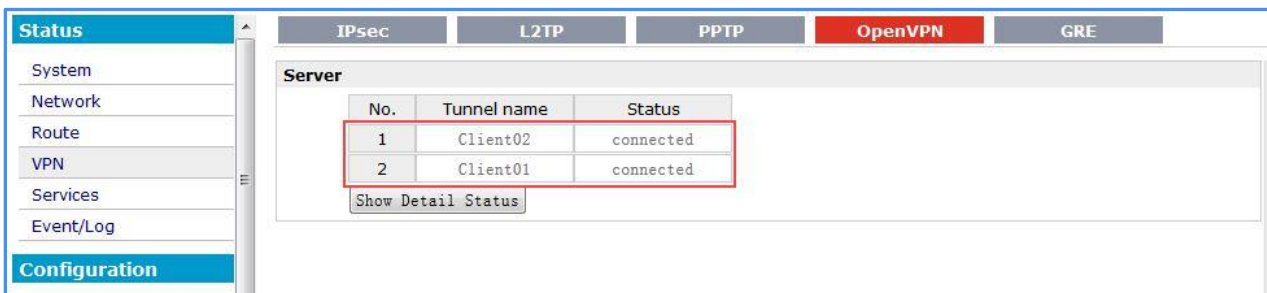 Status
System
Network
Route
VPN
Services
Event/Log
Configuration
IPsec L2TP PPTP OpenVPN GRE
Server
No. Tunnel name Status
1 Client02 connected
2 Client01 connected
Show Detail Status